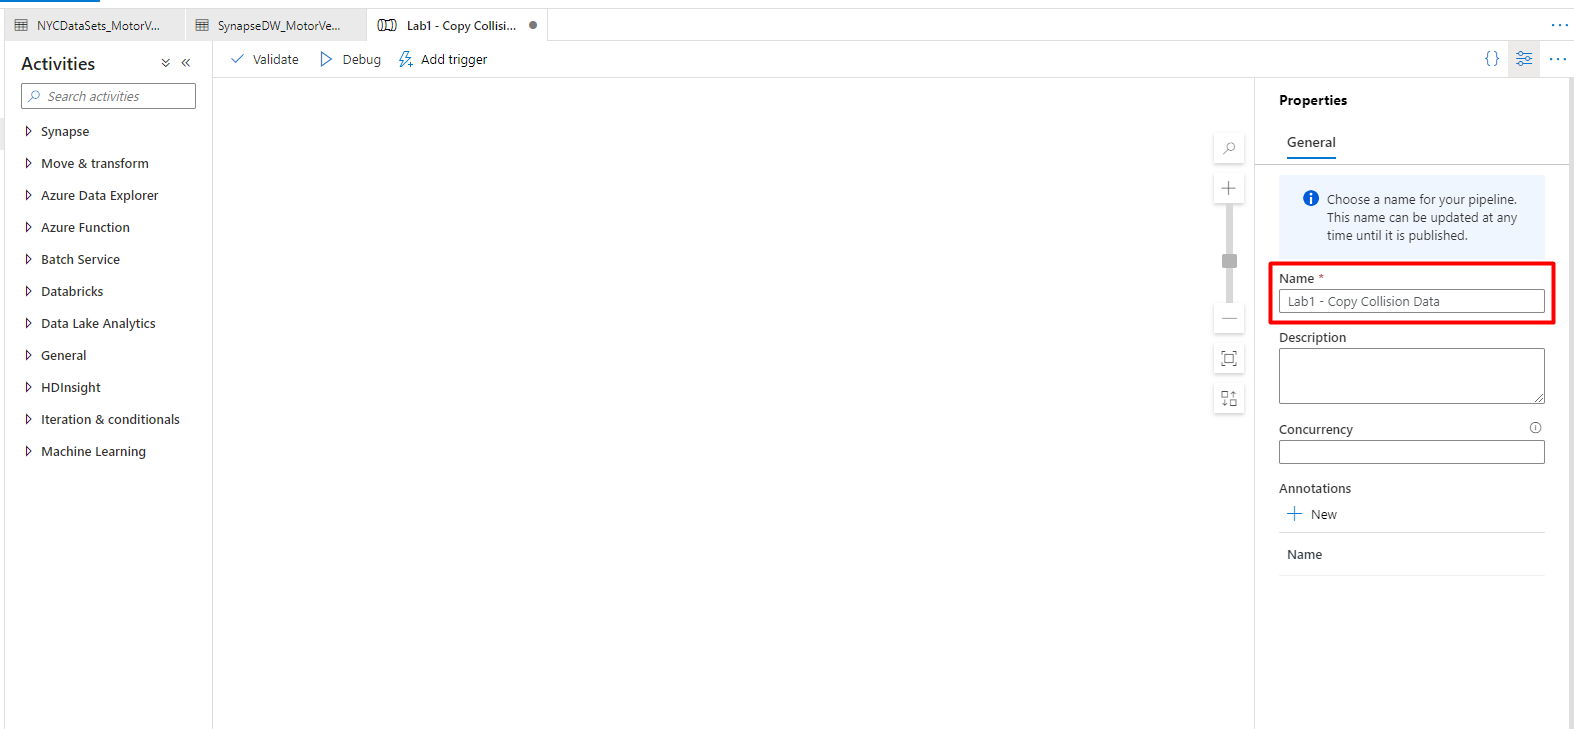 NYCDataSets_MotorV...
SynapseDW_MotorVe...
Lab1 - Copy Collisi...
Activities
Search activities
Synapse
Move & transform
Azure Data Explorer
Azure Function
Batch Service
Databricks
Data Lake Analytics
General
HDInsight
Iteration & conditionals
Machine Learning
Validate
Debug
Add trigger
{}
Properties
General
Choose a name for your pipeline.
This name can be updated at any
time until it is published.
Name *
Lab1 - Copy Collision Data
Description
Concurrency
Annotations
New
Name